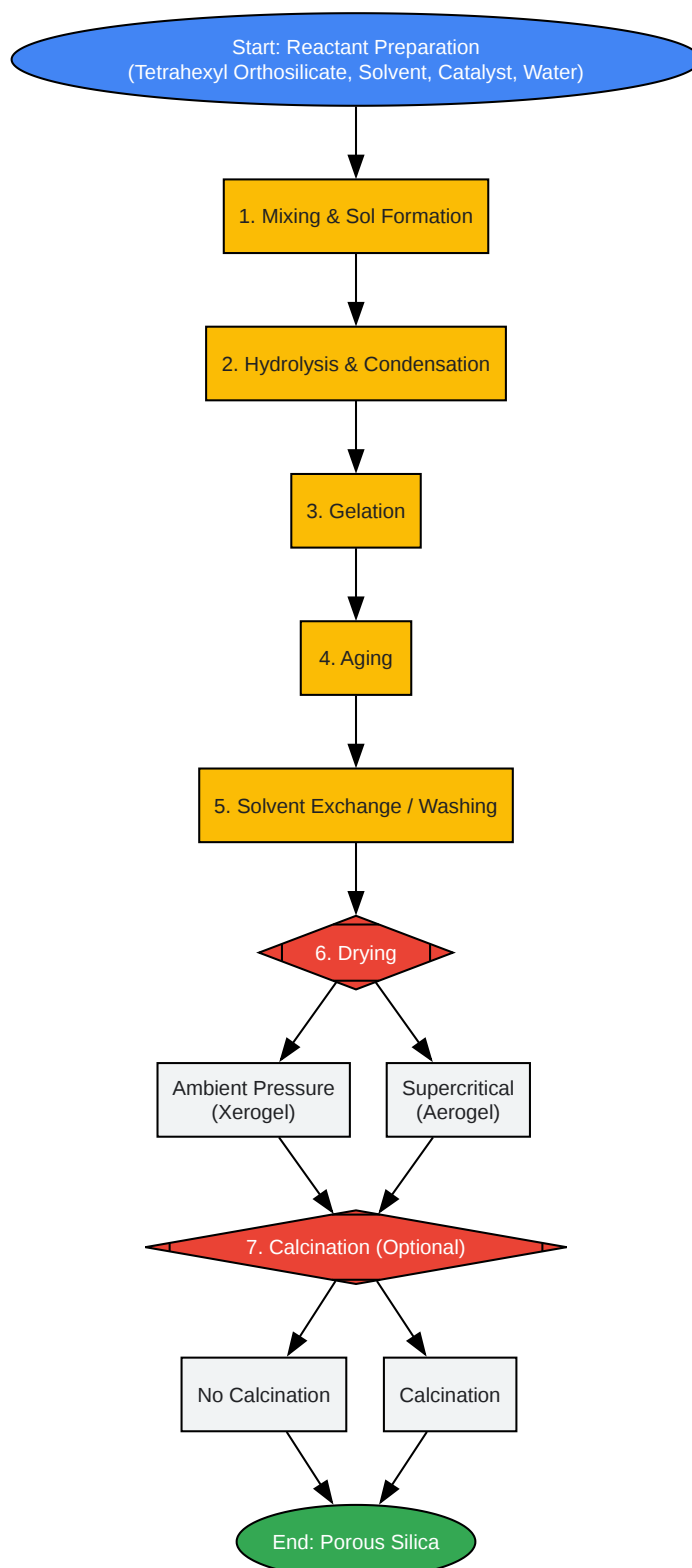 Start: Reactant Preparation
(Tetrahexyl Orthosilicate, Solvent, Catalyst, Water)
1. Mixing & Sol Formation
2. Hydrolysis & Condensation
3. Gelation
4. Aging
5. Solvent Exchange / Washing
6. Drying
Ambient Pressure
(Xerogel)
Supercritical
(Aerogel)
7. Calcination (Optional)
No Calcination
Calcination
End: Porous Silica